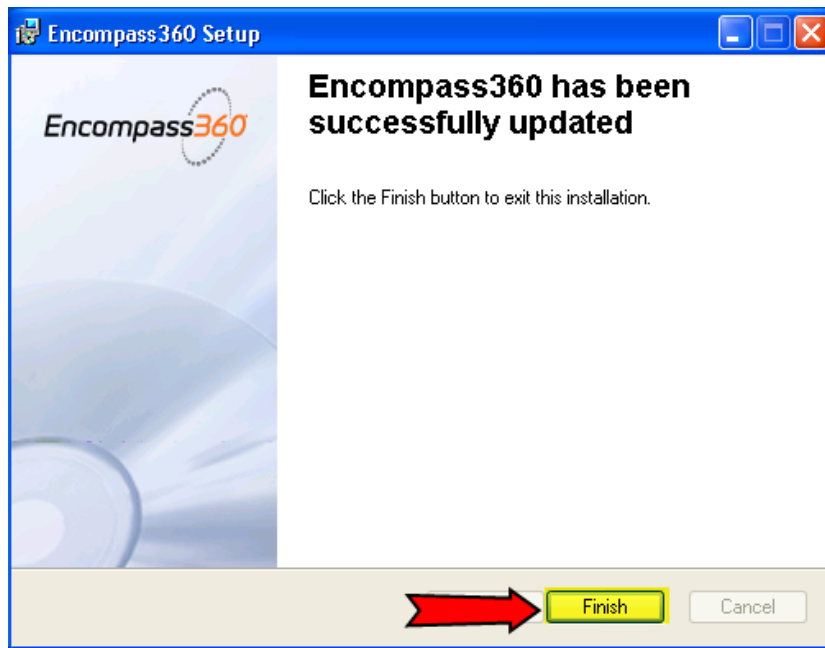 Encompass360 Setup
Encompass360
Encompass360 has been
successfully updated
Click the Finish button to exit this installation.
Finish
Cancel